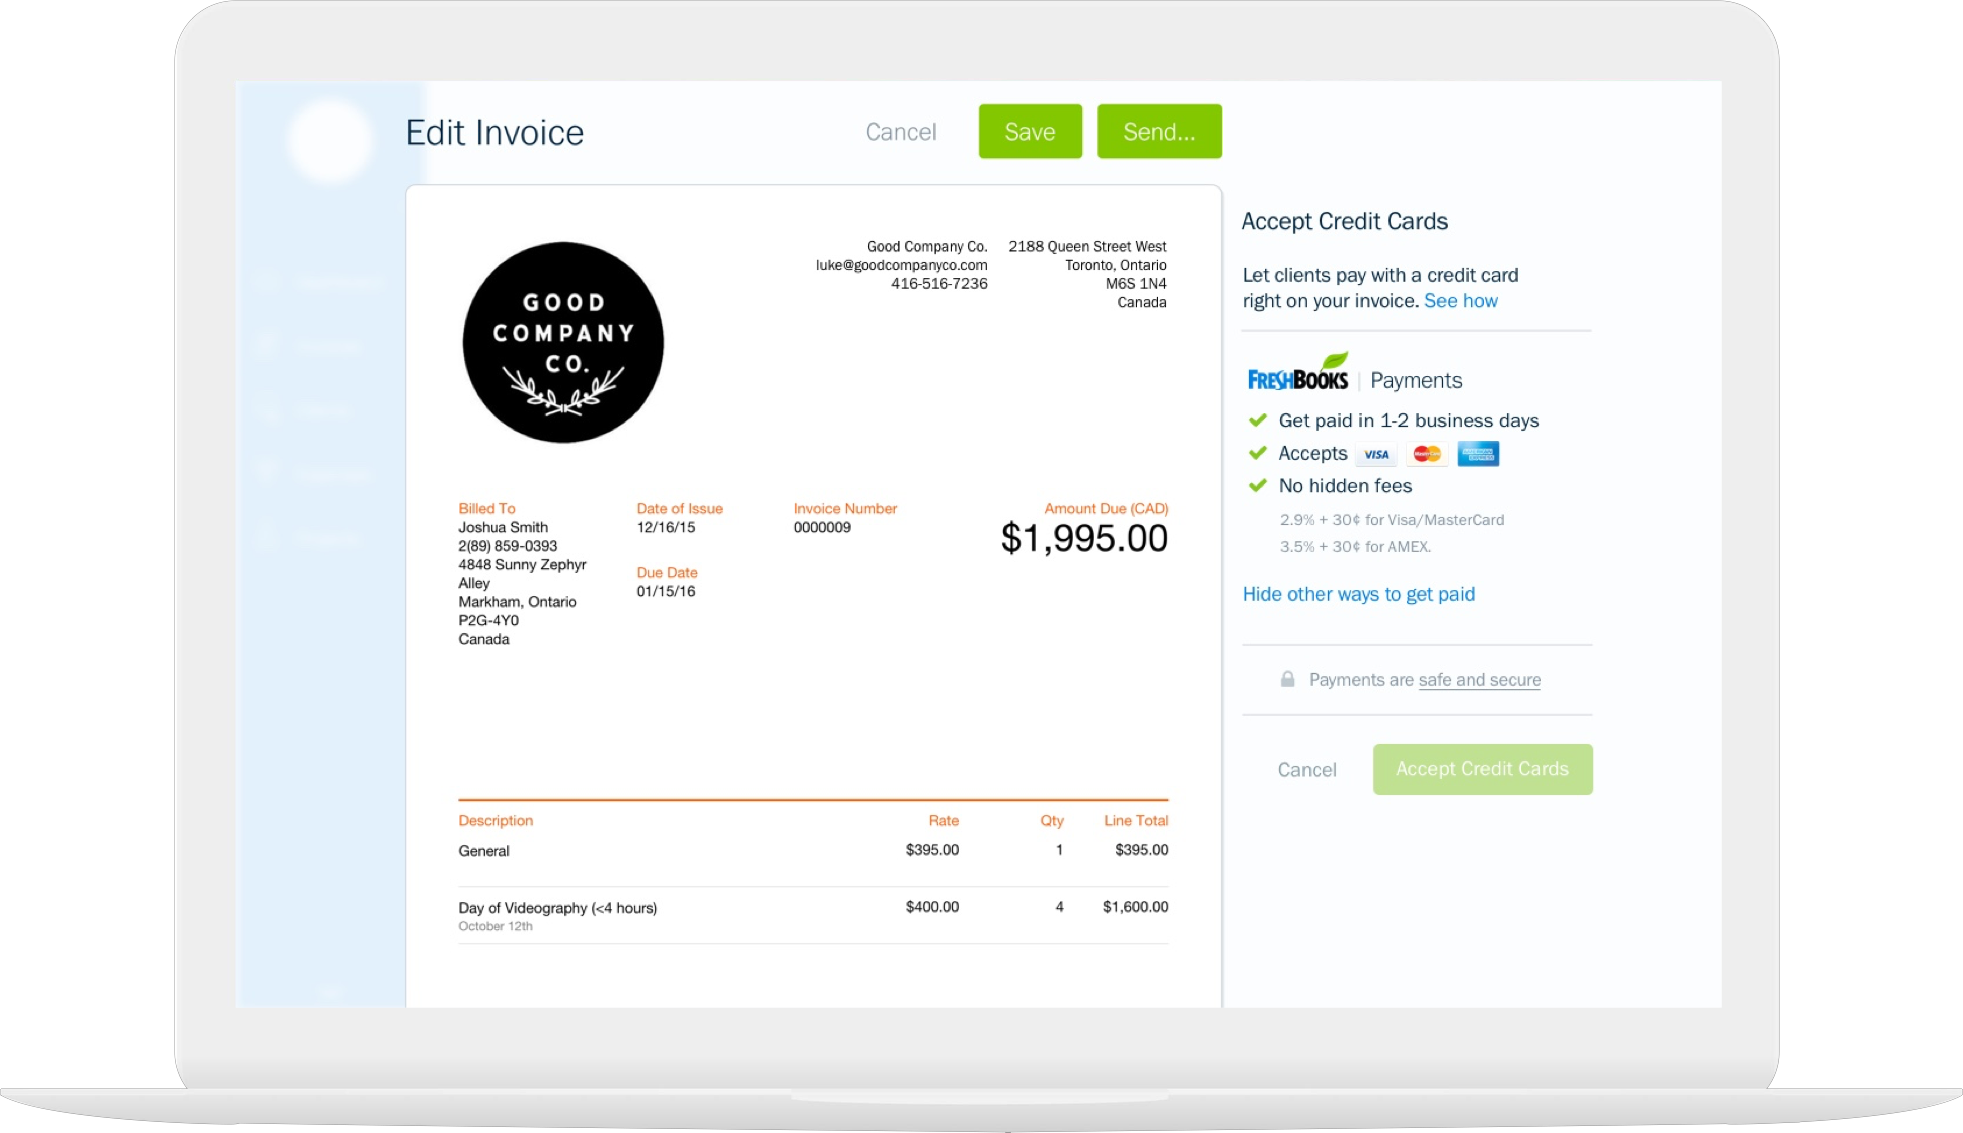 Edit Invoice
Cancel
Save
Send...
GOOD
COMPANY
CO.
Good Company Co.
luke@goodcompanyco.com
416-516-7236
2188 Queen Street West
Toronto, Ontario
M6S 1N4
Canada
Billed To
Joshua Smith
2(89) 859-0393
4848 Sunny Zephyr
Alley
Markham, Ontario
P2G-4Y0
Canada
Date of Issue
12/16/15
Due Date
01/15/16
Invoice Number
0000009
Amount Due (CAD)
$1,995.00
Description Rate Qty Line Total
General $395.00 1 $395.00
Day of Videography (<4 hours) $400.00 4 $1,600.00
October 12th
Accept Credit Cards
Let clients pay with a credit card
right on your invoice. See how
FRESHBOOKS | Payments
Get paid in 1-2 business days
Accepts VISA MasterCard AMERICAN EXPRESS
No hidden fees
2.9% + 30¢ for Visa/MasterCard
3.5% + 30¢ for AMEX.
Hide other ways to get paid
Payments are safe and secure
Cancel
Accept Credit Cards